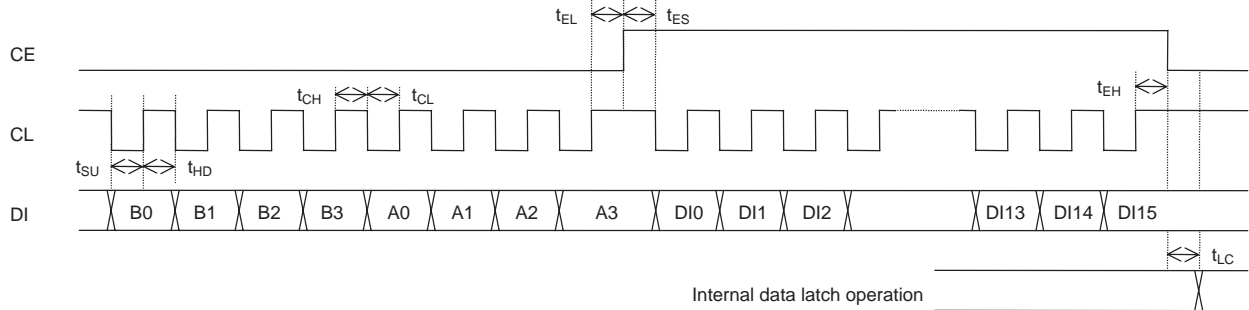 tEL tES
CE
tCH tCL tEH
CL
tSU tHD
DI B0 B1 B2 B3 A0 A1 A2 A3 DI0 DI1 DI2 DI13 DI14 DI15
tLC
Internal data latch operation